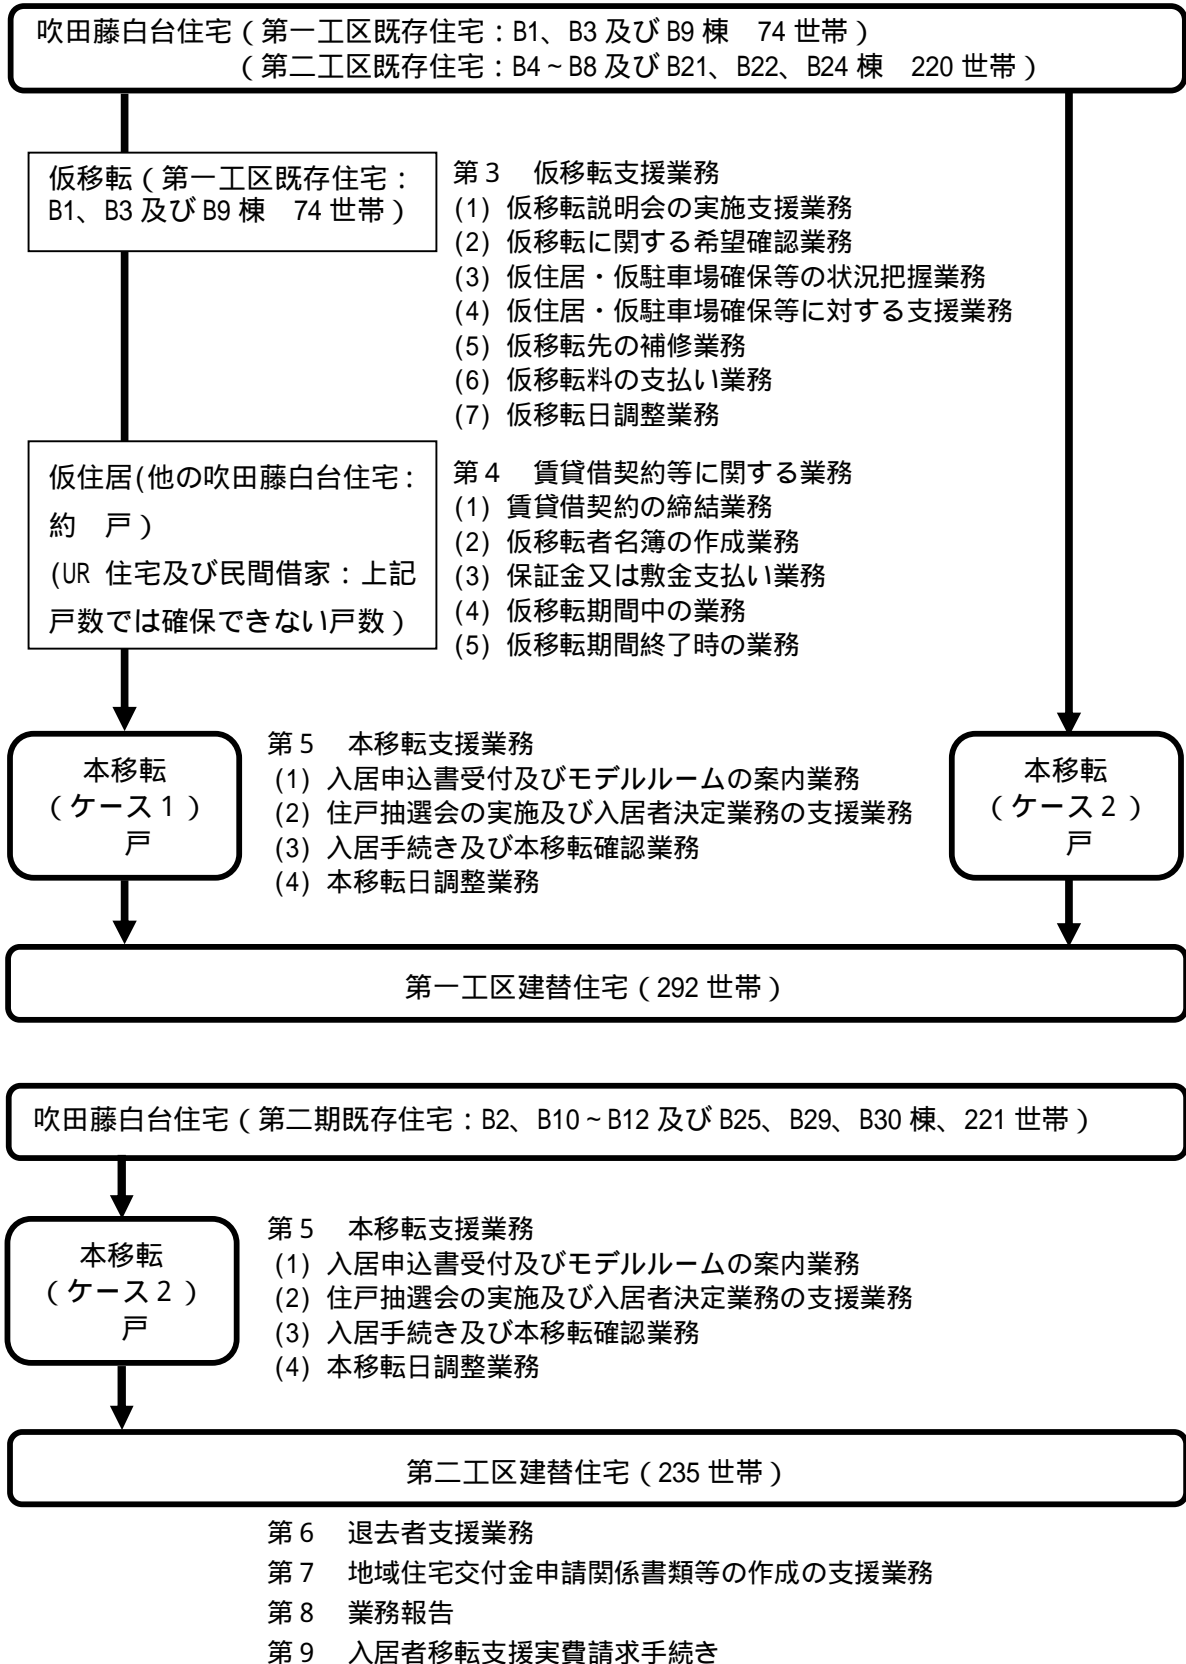 吹田藤白台住宅（第一工区既存住宅：B1、B3 及び B9 棟　74 世帯）
（第二工区既存住宅：B4～B8 及び B21、B22、B24 棟　220 世帯）
仮移転（第一工区既存住宅：
B1、B3 及び B9 棟　74 世帯）
第３　仮移転支援業務
(1) 仮移転説明会の実施支援業務
(2) 仮移転に関する希望確認業務
(3) 仮住居・仮駐車場確保等の状況把握業務
(4) 仮住居・仮駐車場確保等に対する支援業務
(5) 仮移転先の補修業務
(6) 仮移転料の支払い業務
(7) 仮移転日調整業務
仮住居(他の吹田藤白台住宅：
約　戸）
(UR 住宅及び民間借家：上記
戸数では確保できない戸数）
第４　賃貸借契約等に関する業務
(1) 賃貸借契約の締結業務
(2) 仮移転者名簿の作成業務
(3) 保証金又は敷金支払い業務
(4) 仮移転期間中の業務
(5) 仮移転期間終了時の業務
本移転
（ケース１）
戸
第５　本移転支援業務
(1) 入居申込書受付及びモデルルームの案内業務
(2) 住戸抽選会の実施及び入居者決定業務の支援業務
(3) 入居手続き及び本移転確認業務
(4) 本移転日調整業務
本移転
（ケース２）
戸
第一工区建替住宅（292 世帯）
吹田藤白台住宅（第二期既存住宅：B2、B10～B12 及び B25、B29、B30 棟、221 世帯）
本移転
（ケース２）
戸
第５　本移転支援業務
(1) 入居申込書受付及びモデルルームの案内業務
(2) 住戸抽選会の実施及び入居者決定業務の支援業務
(3) 入居手続き及び本移転確認業務
(4) 本移転日調整業務
第二工区建替住宅（235 世帯）
第６　退去者支援業務
第７　地域住宅交付金申請関係書類等の作成の支援業務
第８　業務報告
第９　入居者移転支援実費請求手続き